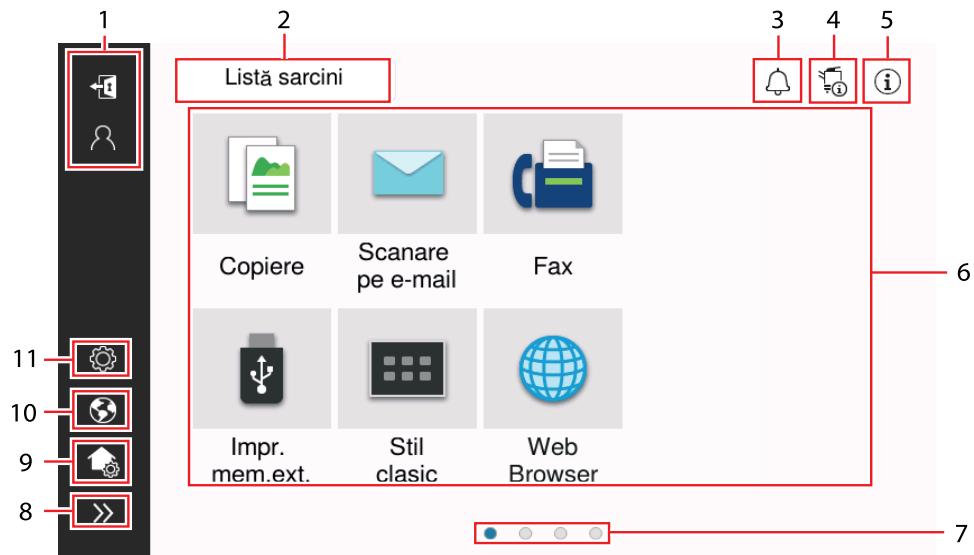 1
2
3
4
5
Listă sarcini
Copiere
Scanare
pe e-mail
Fax
6
11
10
9
8
Impr.
mem.ext.
Stil
clasic
Web
Browser
7